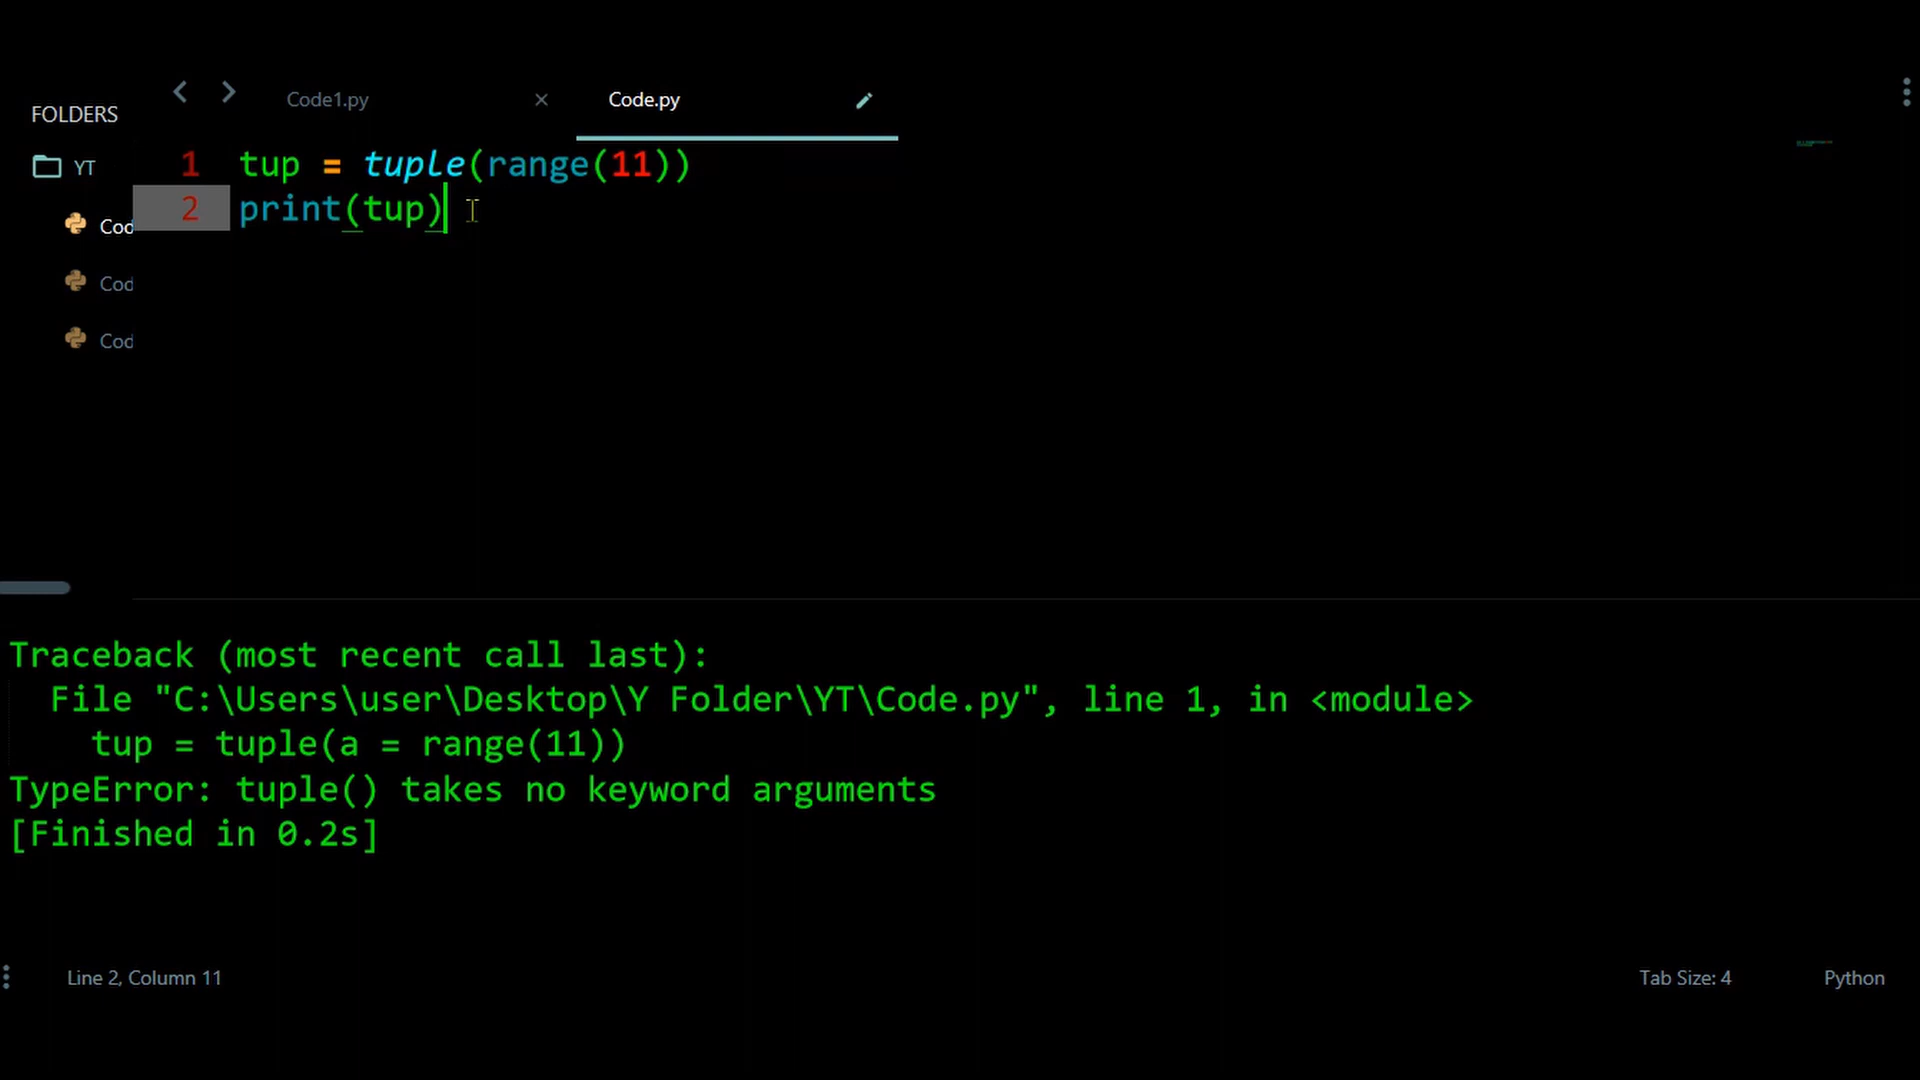 Code1.py
Code.py
FOLDERS
YT
Cod
Cod
Cod
1 tup = tuple(range(11))
2 print(tup)
Traceback (most recent call last):
  File "C:\Users\user\Desktop\Y Folder\YT\Code.py", line 1, in <module>
    tup = tuple(a = range(11))
TypeError: tuple() takes no keyword arguments
[Finished in 0.2s]
Line 2, Column 11
Tab Size: 4
Python